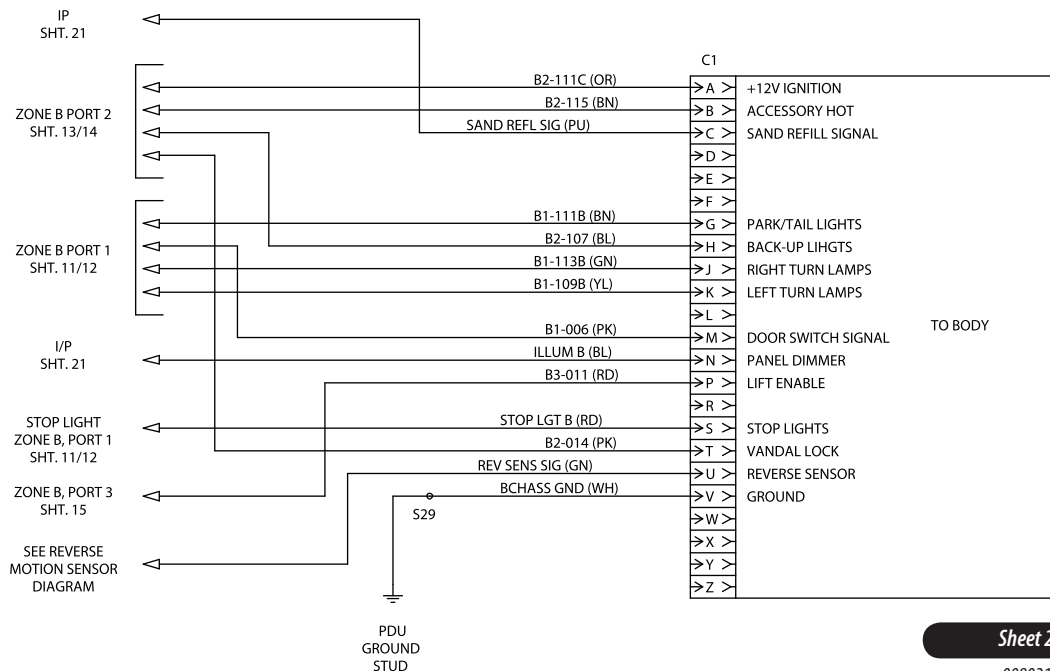 IP
SHT. 21
C1
B2-111C (OR)
A
+12V IGNITION
ZONE B PORT 2
SHT. 13/14
B2-115 (BN)
B
ACCESSORY HOT
SAND REFL SIG (PU)
C
SAND REFILL SIGNAL
D
E
F
ZONE B PORT 1
SHT. 11/12
B1-111B (BN)
G
PARK/TAIL LIGHTS
B2-107 (BL)
H
BACK-UP LIHGTS
B1-113B (GN)
J
RIGHT TURN LAMPS
B1-109B (YL)
K
LEFT TURN LAMPS
L
TO BODY
B1-006 (PK)
M
DOOR SWITCH SIGNAL
I/P
SHT. 21
ILLUM B (BL)
N
PANEL DIMMER
B3-011 (RD)
P
LIFT ENABLE
R
STOP LIGHT
ZONE B, PORT 1
SHT. 11/12
STOP LGT B (RD)
S
STOP LIGHTS
B2-014 (PK)
T
VANDAL LOCK
REV SENS SIG (GN)
U
REVERSE SENSOR
ZONE B, PORT 3
SHT. 15
BCHASS GND (WH)
V
GROUND
S29
W
X
Y
Z
SEE REVERSE
MOTION SENSOR
DIAGRAM
PDU
GROUND
STUD
Sheet 2